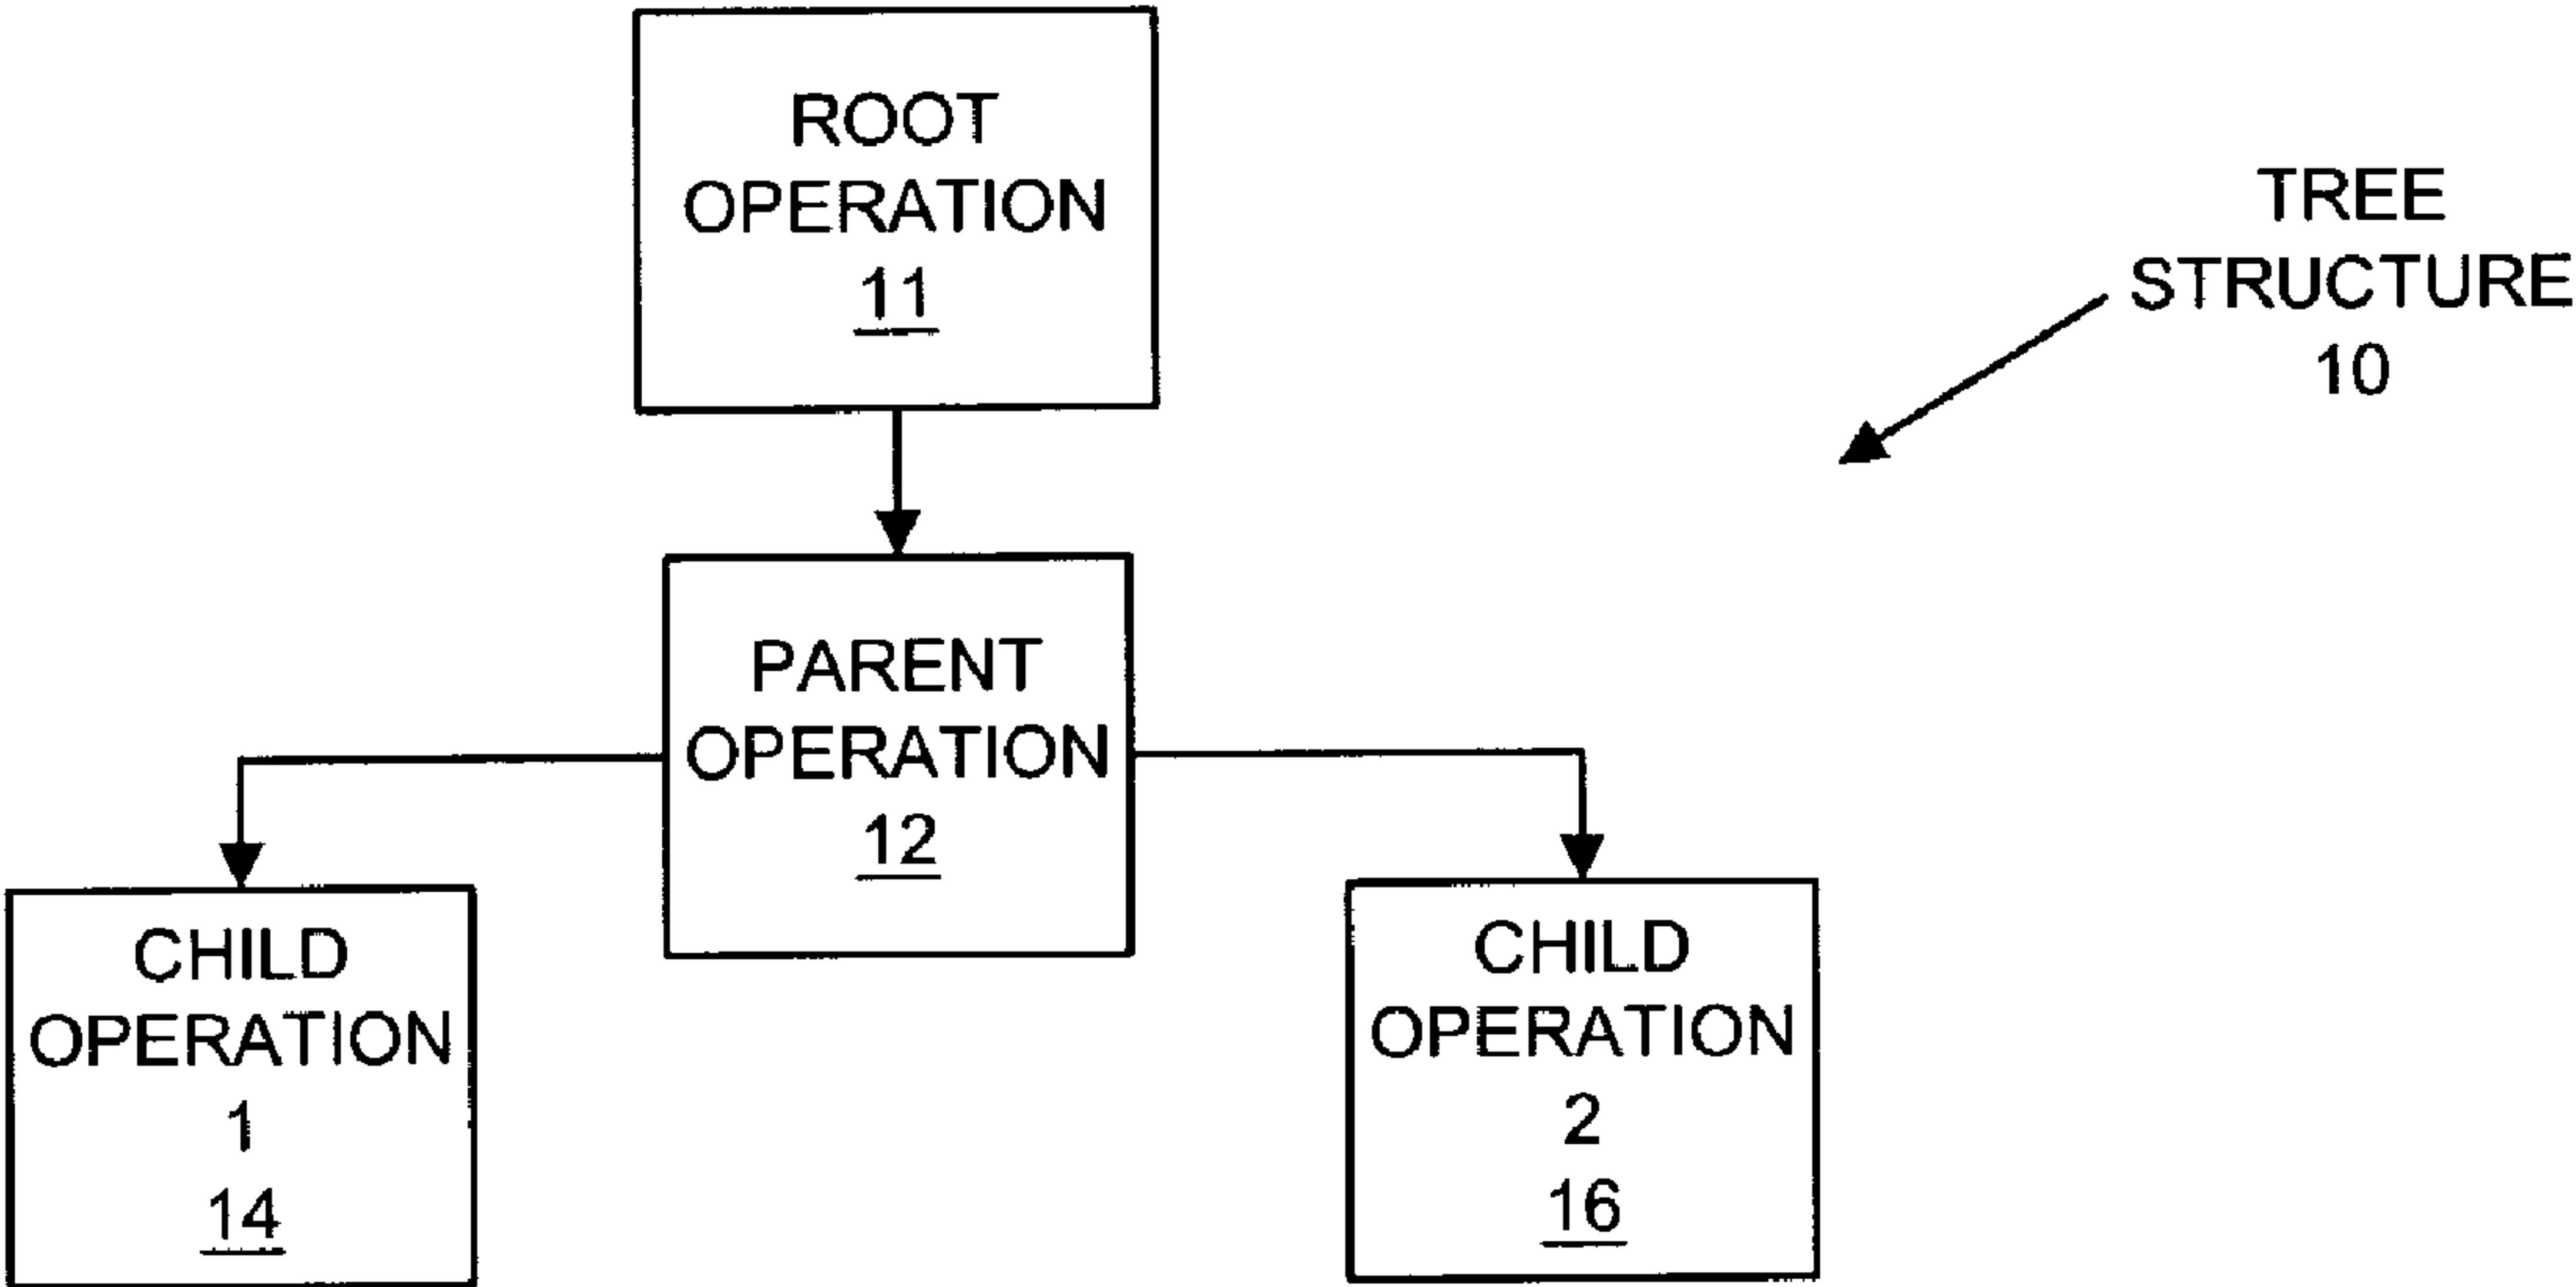 ROOT
OPERATION
11
TREE
STRUCTURE
10
PARENT
OPERATION
12
CHILD
OPERATION
1
14
CHILD
OPERATION
2
16